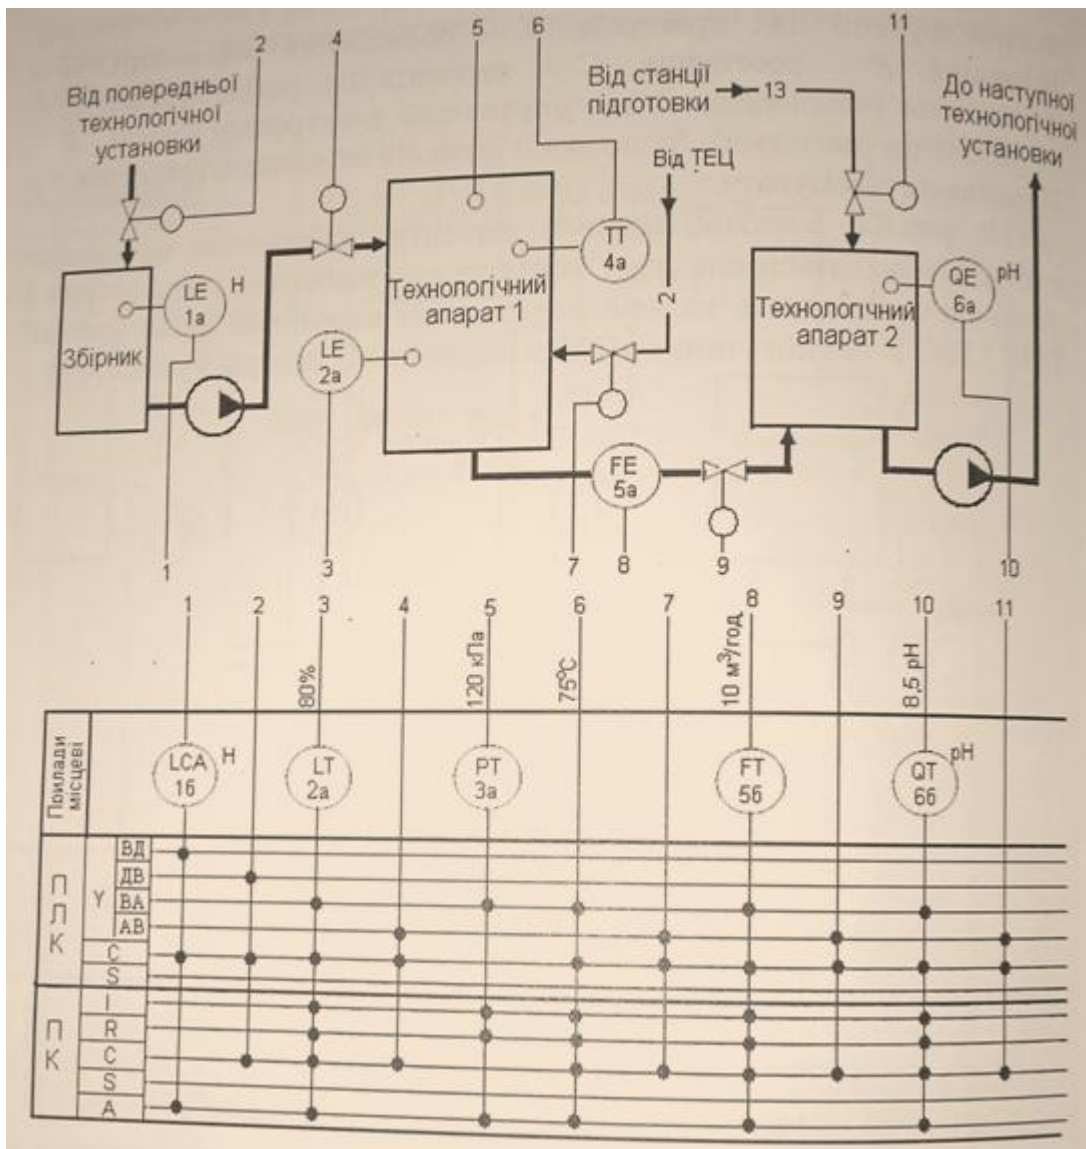 2
4
5
6
11
Від попередньої
технологічної
установки
Від станції
підготовки
13
До наступної
технологічної
установки
Від ТЕЦ
2
LE
1а
H
Збірник
LE
2а
Технологічний
апарат 1
TT
4а
Технологічний
апарат 2
QE
6а
pH
FE
5а
1
3
7
8
9
10
1
2
3
4
5
6
7
8
9
10
11
80%
120 кПа
75°C
10 м³/год,
8,5 pH
Прилади
місцеві
LCA
1б
H
LT
2а
PT
3а
FT
5б
QT
6б
pH
ПЛК
Y
ВД
ДВ
ВА
АВ
C
S
ПК
I
R
C
S
A